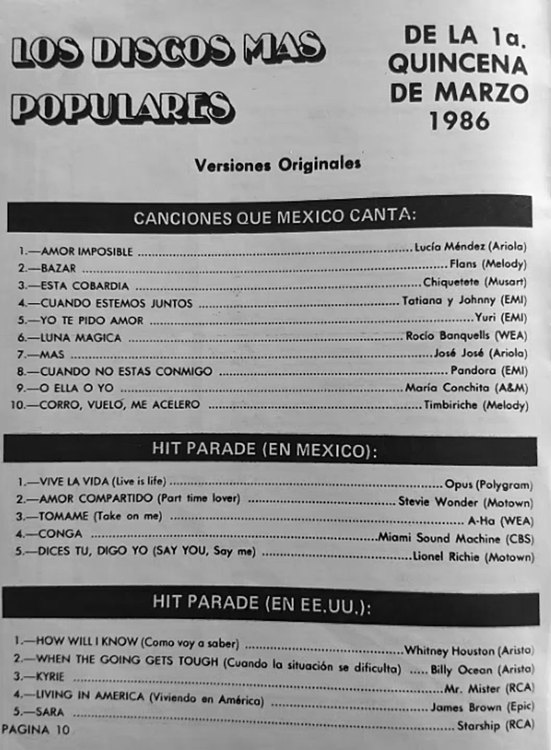 LOS DISCOS MAS
POPULARES
DE LA 1a.
QUINCENA
DE MARZO
1986
Versiones Originales
CANCIONES QUE MEXICO CANTA:
1.—AMOR IMPOSIBLE ........ Lucía Méndez (Ariola)
2.—BAZAR ........ Flans (Melody)
3.—ESTA COBARDIA ........ Chiquetete (Musart)
4.—CUANDO ESTEMOS JUNTOS ........ Tatiana y Johnny (EMI)
5.—YO TE PIDO AMOR ........ Yuri (EMI)
6.—LUNA MAGICA ........ Rocío Banquells (WEA)
7.—MAS ........ José José (Ariola)
8.—CUANDO NO ESTAS CONMIGO ........ Pandora (EMI)
9.—O ELLA O YO ........ María Conchita (A&M)
10.—CORRO, VUELO, ME ACELERO ........ Timbiriche (Melody)
HIT PARADE (EN MEXICO):
1.—VIVE LA VIDA (Live is life) ........ Opus (Polygram)
2.—AMOR COMPARTIDO (Part time lover) ........ Stevie Wonder (Motown)
3.—TOMAME (Take on me) ........ A-Ha (WEA)
4.—CONGA ........ Miami Sound Machine (CBS)
5.—DICES TU, DIGO YO (SAY YOU, Say me) ........ Lionel Richie (Motown)
HIT PARADE (EN EE.UU.):
1.—HOW WILL I KNOW (Como voy a saber) ........ Whitney Houston (Arista)
2.—WHEN THE GOING GETS TOUGH (Cuando la situación se dificulta) ..... Billy Ocean (Arista)
3.—KYRIE ........ Mr. Mister (RCA)
4.—LIVING IN AMERICA (Viviendo en América) ........ James Brown (Epic)
5.—SARA ........ Starship (RCA)
PAGINA 10